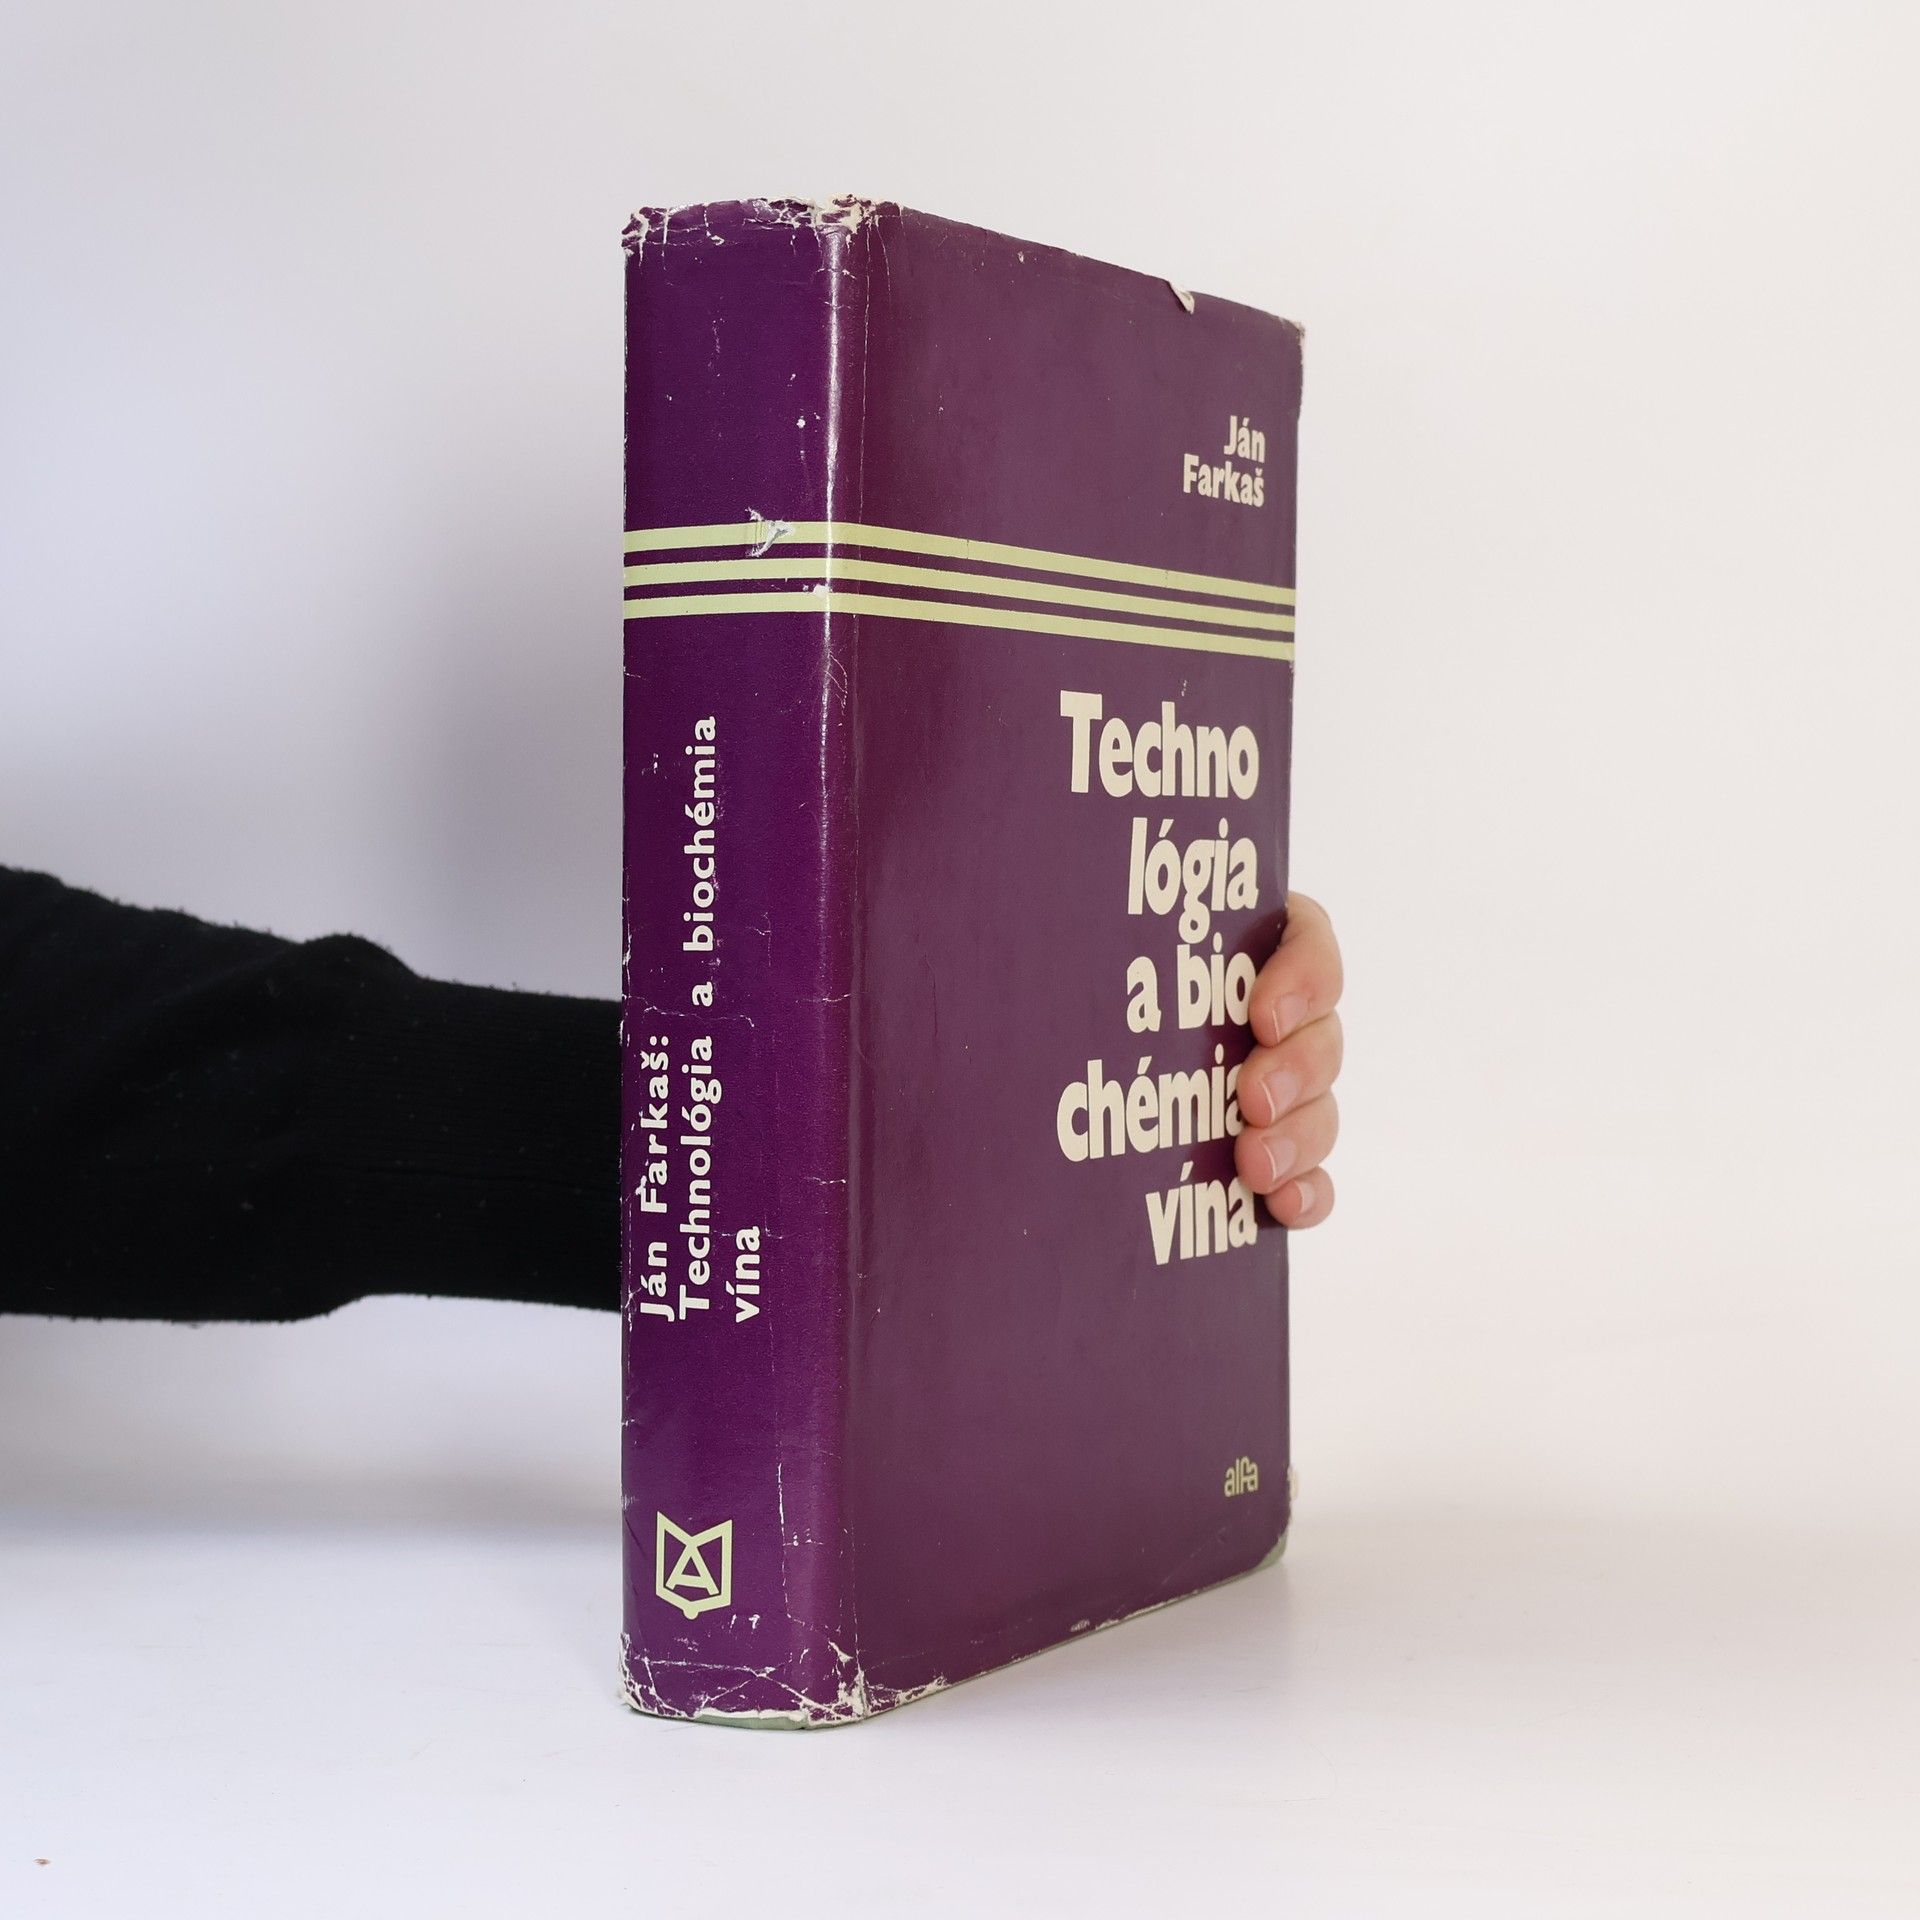 Ján Farkaš:
Technológia a biochémia
vína
A
Ján
Farkaš
Techno
lógia
a bio
chémia
vína
alfa